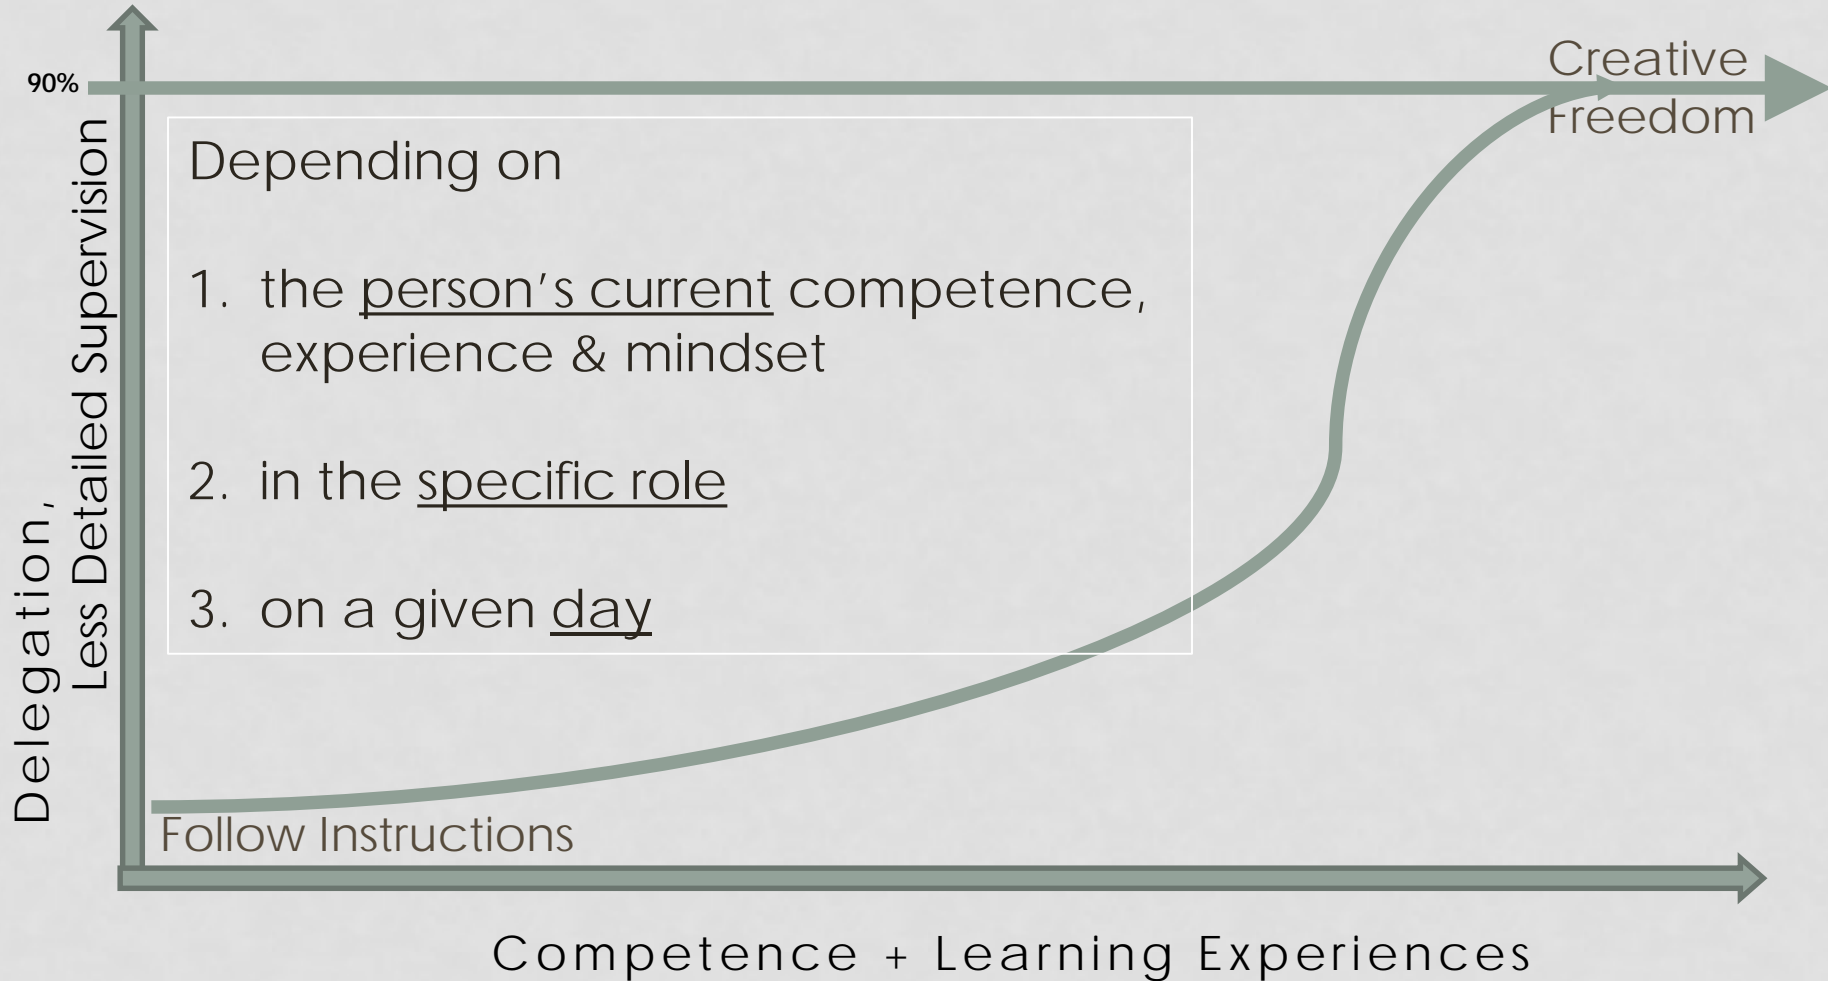 Creative
Freedom
90%
Delegation,
Less Detailed Supervision
Depending on
1. the person’s current competence,
experience & mindset
2. in the specific role
3. on a given day
Follow Instructions
Competence + Learning Experiences